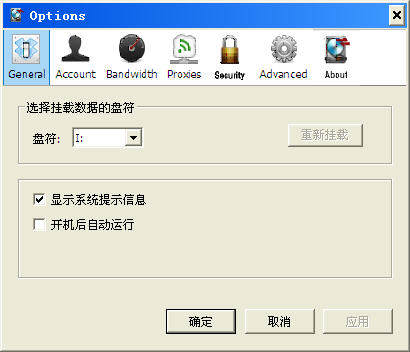 Options
General Account Bandwidth Proxies Security Advanced About
选择挂载数据的盘符
盘符: I: 重新挂载
显示系统提示信息
开机后自动运行
确定 取消 应用